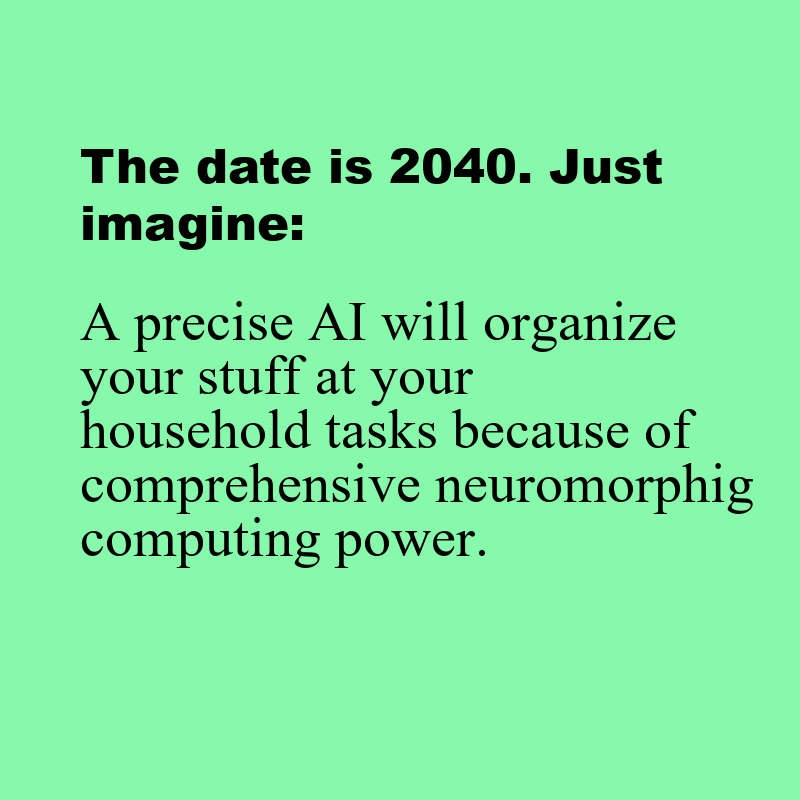 The date is 2040. Just
imagine:
A precise AI will organize
your stuff at your
household tasks because of
comprehensive neuromorphig
computing power.